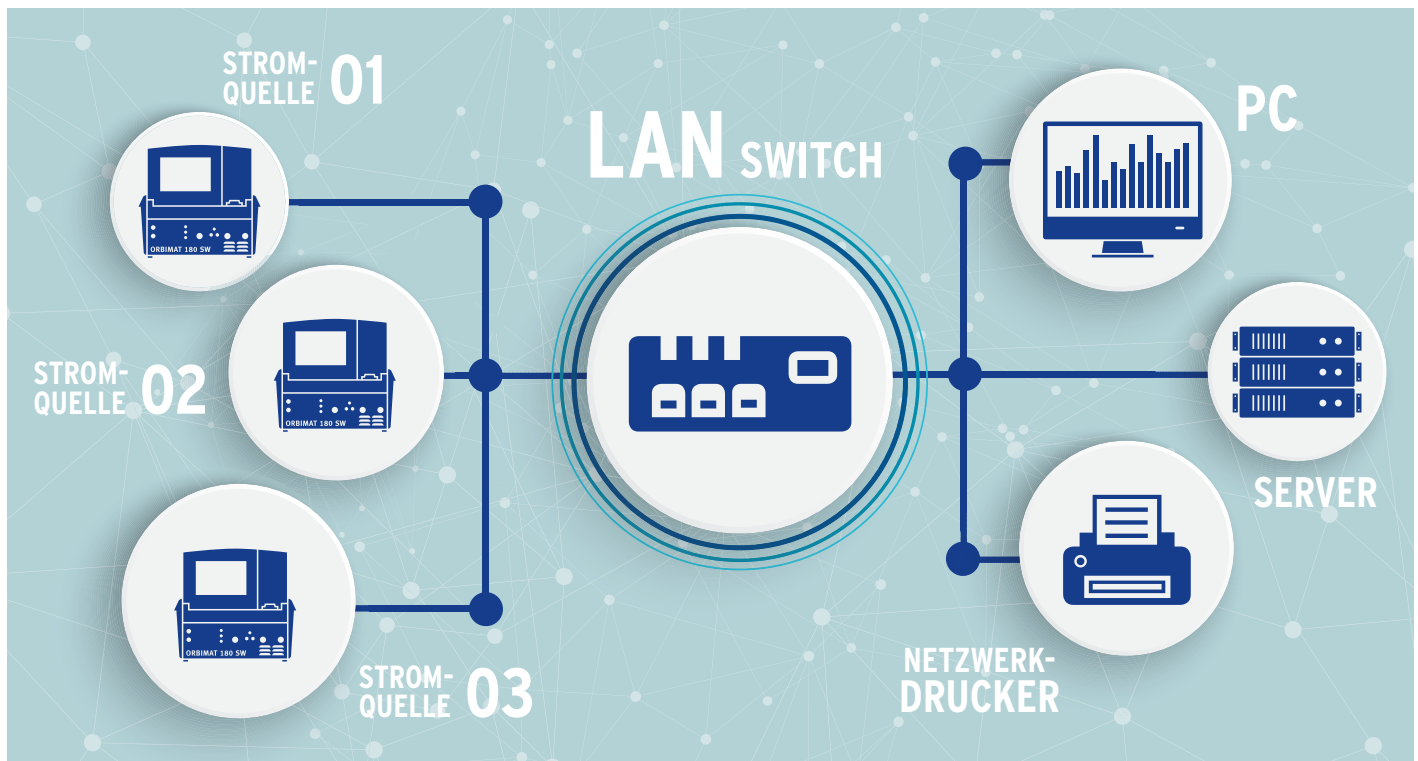 STROM-
QUELLE 01
ORBIMAT 180 SW
STROM-
QUELLE 02
ORBIMAT 180 SW
STROM-
QUELLE 03
ORBIMAT 180 SW
LAN SWITCH
PC
SERVER
NETZWERK-
DRUCKER